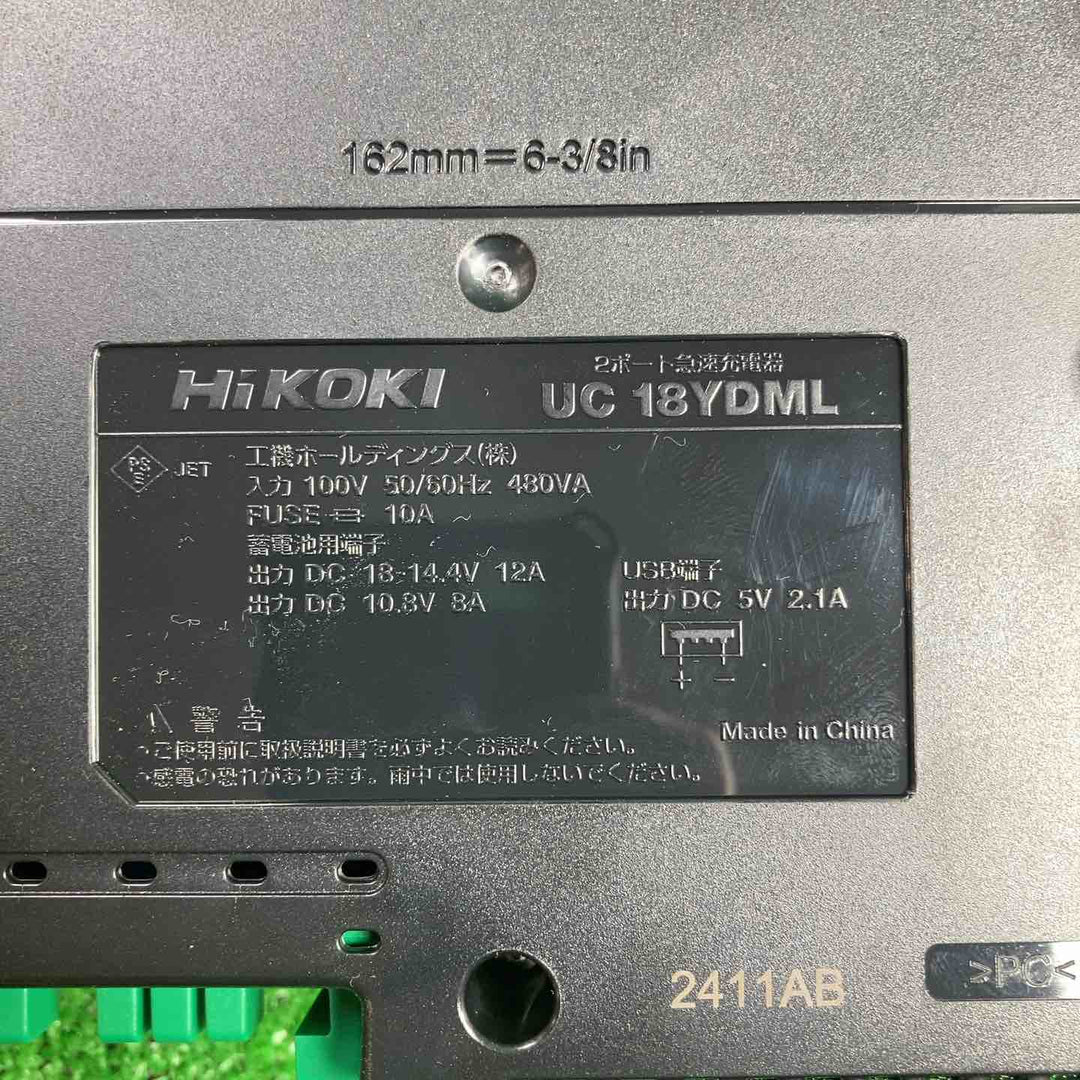 162mm=6-3/8in
HiKOKI
2ポート急速充電器
UC 18YDML
PS E JET
工機ホールディングス(株)
入力 100V 50/60Hz 480VA
FUSE 10A
蓄電池用端子
出力 DC 18-14.4V 12A
出力 DC 10.8V 8A
USB端子
出力 DC 5V 2.1A
+ −
警告
Made in China
・ご使用前に取扱説明書を必ずよくお読みください。
・感電の恐れがあります。雨中では使用しないでください。
2411AB
>PC<